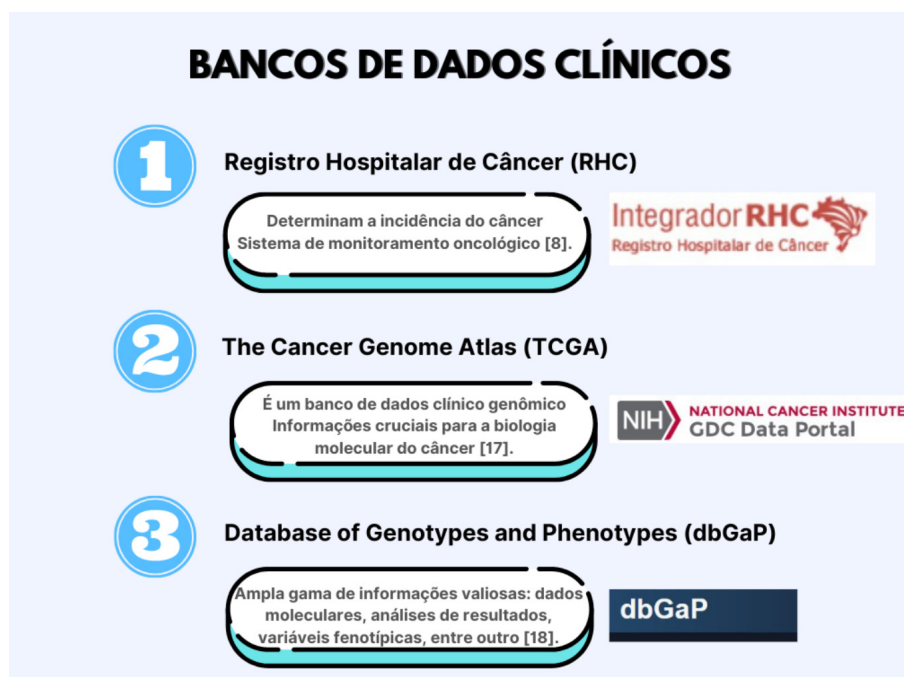 BANCOS DE DADOS CLÍNICOS
1
Registro Hospitalar de Câncer (RHC)
Determinam a incidência do câncer
Sistema de monitoramento oncológico [8].
Integrador RHC
Registro Hospitalar de Câncer
2
The Cancer Genome Atlas (TCGA)
É um banco de dados clínico genômico
Informações cruciais para a biologia
molecular do câncer [17].
NIH
NATIONAL CANCER INSTITUTE
GDC Data Portal
3
Database of Genotypes and Phenotypes (dbGaP)
Ampla gama de informações valiosas: dados
moleculares, análises de resultados,
variáveis fenotípicas, entre outro [18].
dbGaP